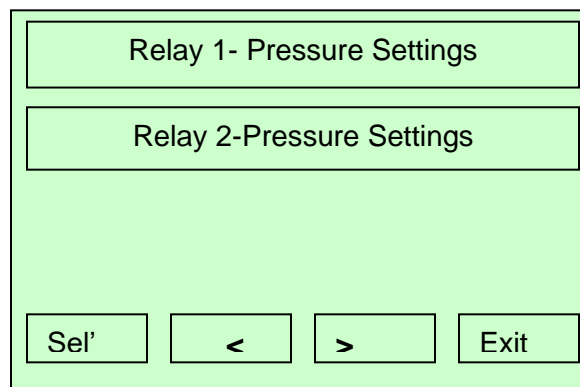 Relay 1- Pressure Settings
Relay 2-Pressure Settings
Sel' < > Exit